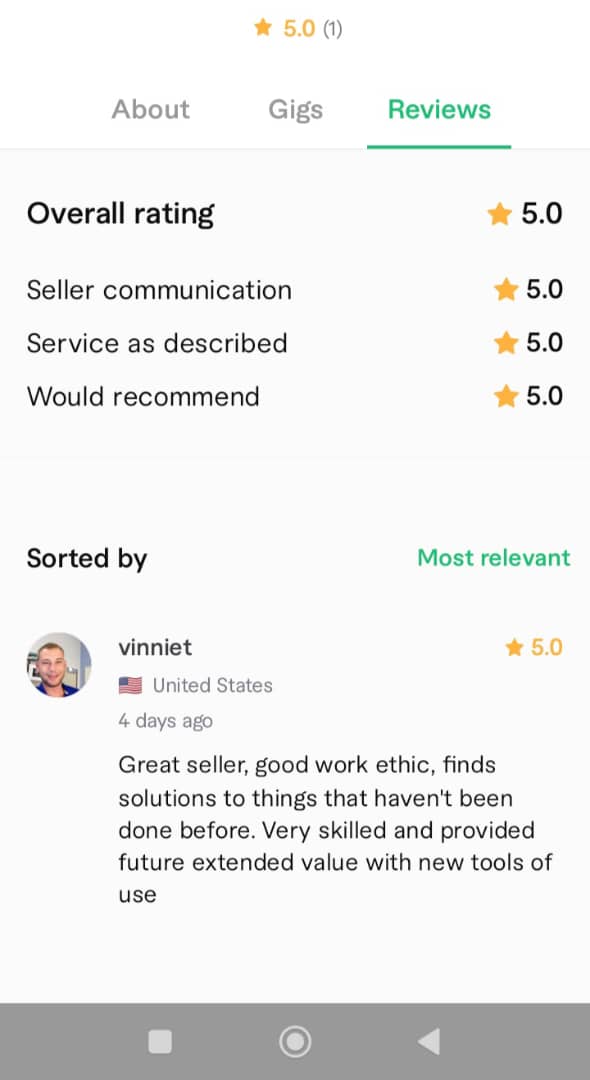 5.0 (1)
About Gigs Reviews
Overall rating 5.0
Seller communication 5.0
Service as described 5.0
Would recommend 5.0
Sorted by Most relevant
vinniet 5.0
United States
4 days ago
Great seller, good work ethic, finds
solutions to things that haven't been
done before. Very skilled and provided
future extended value with new tools of
use